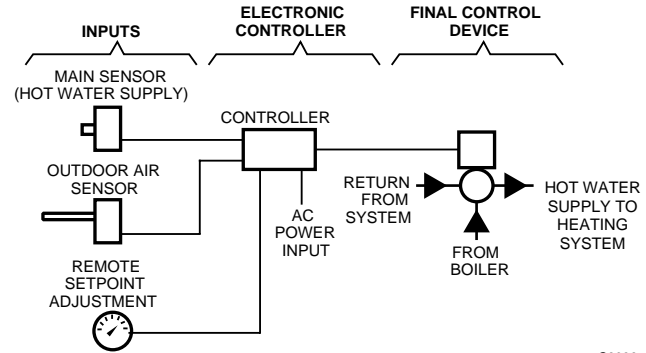 INPUTS
ELECTRONIC
CONTROLLER
FINAL CONTROL
DEVICE
MAIN SENSOR
(HOT WATER SUPPLY)
CONTROLLER
OUTDOOR AIR
SENSOR
RETURN
FROM
SYSTEM
HOT WATER
SUPPLY TO
HEATING
SYSTEM
AC
POWER
INPUT
FROM
BOILER
REMOTE
SETPOINT
ADJUSTMENT